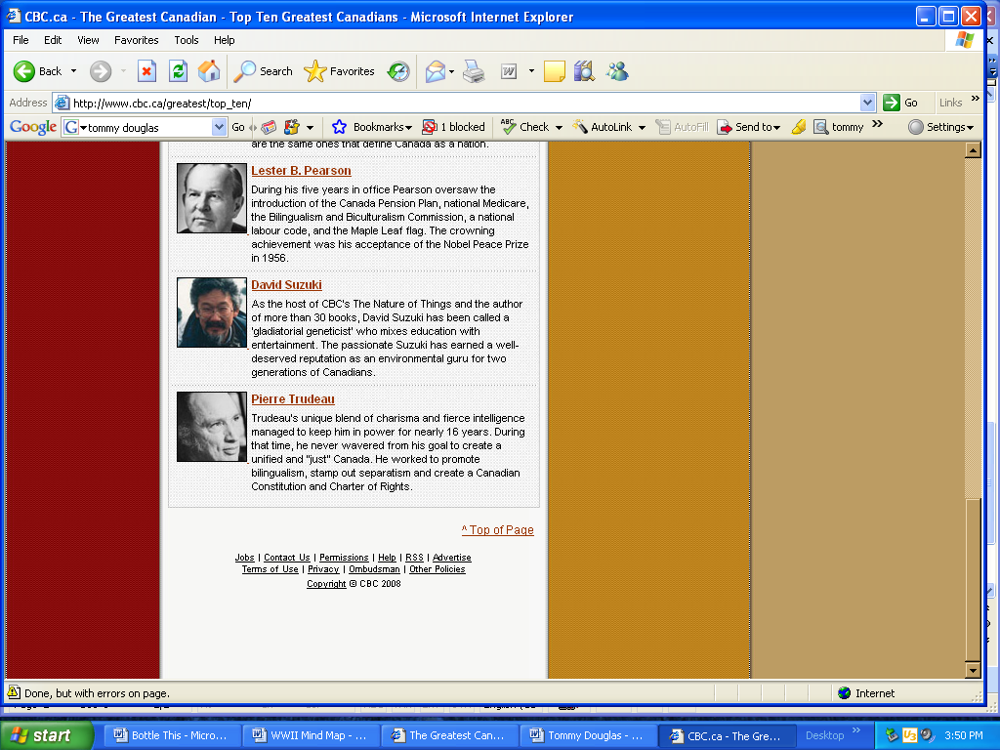 CBC.ca - The Greatest Canadian - Top Ten Greatest Canadians - Microsoft Internet Explorer
File Edit View Favorites Tools Help
Back Search Favorites
Address http://www.cbc.ca/greatest/top_ten/ Go Links »
Google G tommy douglas Go Bookmarks 1 blocked ABC Check AutoLink AutoFill Send to tommy » Settings
are the same ones that define Canada as a nation.
Lester B. Pearson
During his five years in office Pearson oversaw the
introduction of the Canada Pension Plan, national Medicare,
the Bilingualism and Biculturalism Commission, a national
labour code, and the Maple Leaf flag. The crowning
achievement was his acceptance of the Nobel Peace Prize
in 1956.
David Suzuki
As the host of CBC's The Nature of Things and the author
of more than 30 books, David Suzuki has been called a
'gladiatorial geneticist' who mixes education with
entertainment. The passionate Suzuki has earned a well-
deserved reputation as an environmental guru for two
generations of Canadians.
Pierre Trudeau
Trudeau's unique blend of charisma and fierce intelligence
managed to keep him in power for nearly 16 years. During
that time, he never wavered from his goal to create a
unified and "just" Canada. He worked to promote
bilingualism, stamp out separatism and create a Canadian
Constitution and Charter of Rights.
^ Top of Page
Jobs | Contact Us | Permissions | Help | RSS | Advertise
Terms of Use | Privacy | Ombudsman | Other Policies
Copyright © CBC 2008
Done, but with errors on page. Internet
start Bottle This - Micro... WWII Mind Map - ... The Greatest Can... Tommy Douglas - ... CBC.ca - The Gre... Desktop » U3 3:50 PM